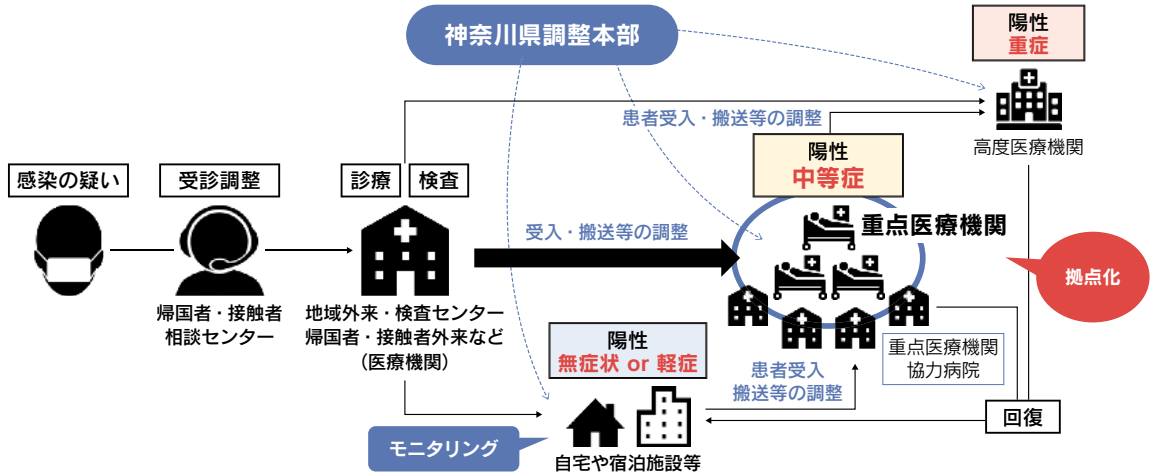 神奈川県調整本部
陽性
重症
高度医療機関
患者受入・搬送等の調整
陽性
中等症
感染の疑い
受診調整
診療
検査
受入・搬送等の調整
重点医療機関
拠点化
帰国者・接触者
相談センター
地域外来・検査センター
帰国者・接触者外来など
（医療機関）
陽性
無症状 or 軽症
患者受入
搬送等の調整
重点医療機関
協力病院
回復
モニタリング
自宅や宿泊施設等